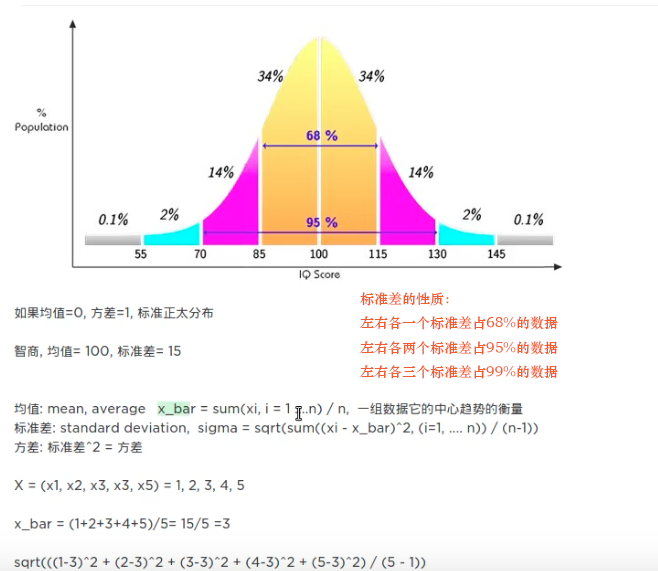 34%
34%
%
Population
68 %
14%
14%
0.1%
2%
95 %
2%
0.1%
55 70 85 100 115 130 145
IQ Score
标准差的性质:
左右各一个标准差占68%的数据
左右各两个标准差占95%的数据
左右各三个标准差占99%的数据
如果均值=0, 方差=1, 标准正太分布
智商, 均值= 100, 标准差= 15
均值: mean, average x_bar = sum(xi, i = 1 ...n) / n, 一组数据它的中心趋势的衡量
标准差: standard deviation, sigma = sqrt(sum((xi - x_bar)^2, (i=1, .... n)) / (n-1))
方差: 标准差^2 = 方差
X = (x1, x2, x3, x3, x5) = 1, 2, 3, 4, 5
x_bar = (1+2+3+4+5)/5= 15/5 =3
sqrt(((1-3)^2 + (2-3)^2 + (3-3)^2 + (4-3)^2 + (5-3)^2) / (5 - 1))